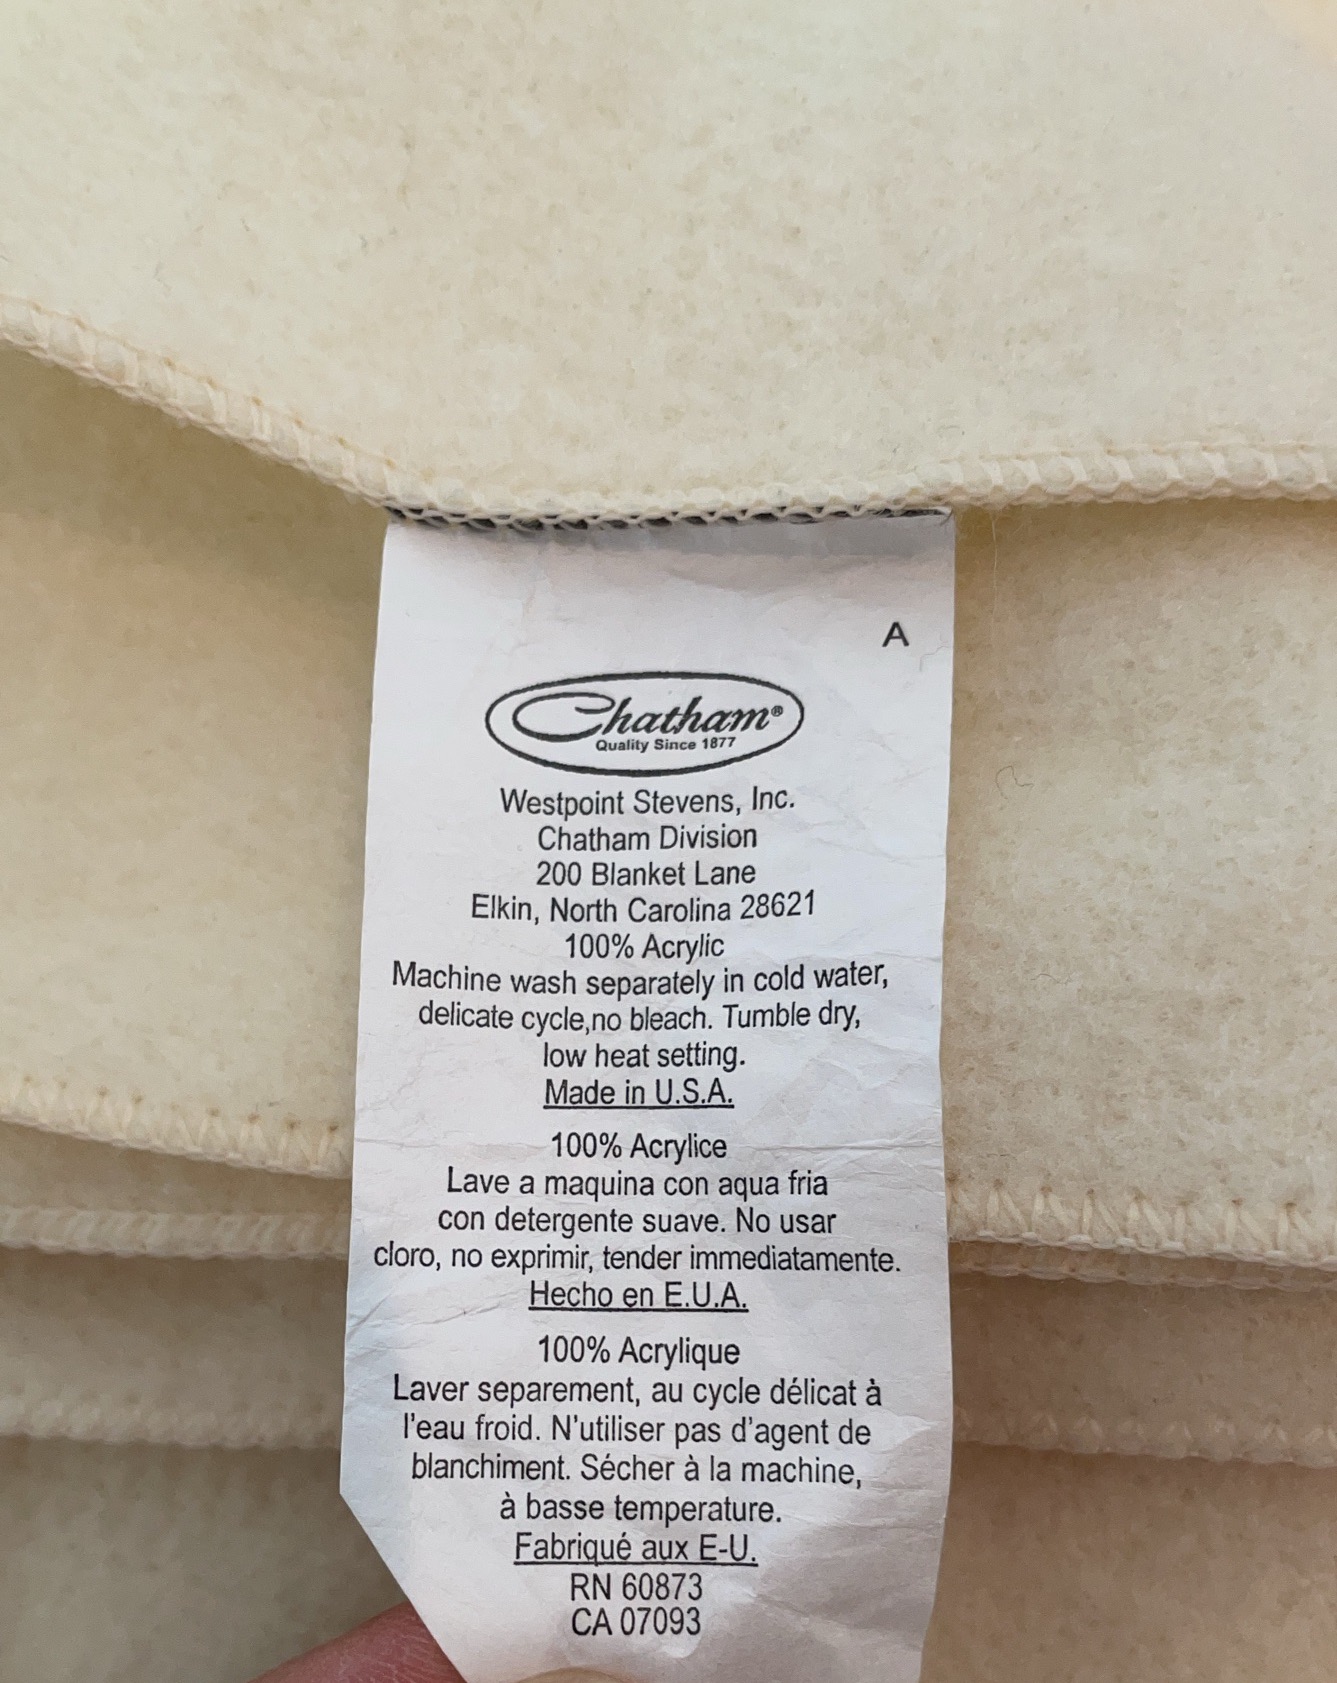 A
Chatham®
Quality Since 1877
Westpoint Stevens, Inc.
Chatham Division
200 Blanket Lane
Elkin, North Carolina 28621
100% Acrylic
Machine wash separately in cold water,
delicate cycle,no bleach. Tumble dry,
low heat setting.
Made in U.S.A.
100% Acrylice
Lave a maquina con aqua fria
con detergente suave. No usar
cloro, no exprimir, tender immediatamente.
Hecho en E.U.A.
100% Acrylique
Laver separement, au cycle délicat à
l'eau froid. N'utiliser pas d'agent de
blanchiment. Sécher à la machine,
à basse temperature.
Fabriqué aux E-U.
RN 60873
CA 07093